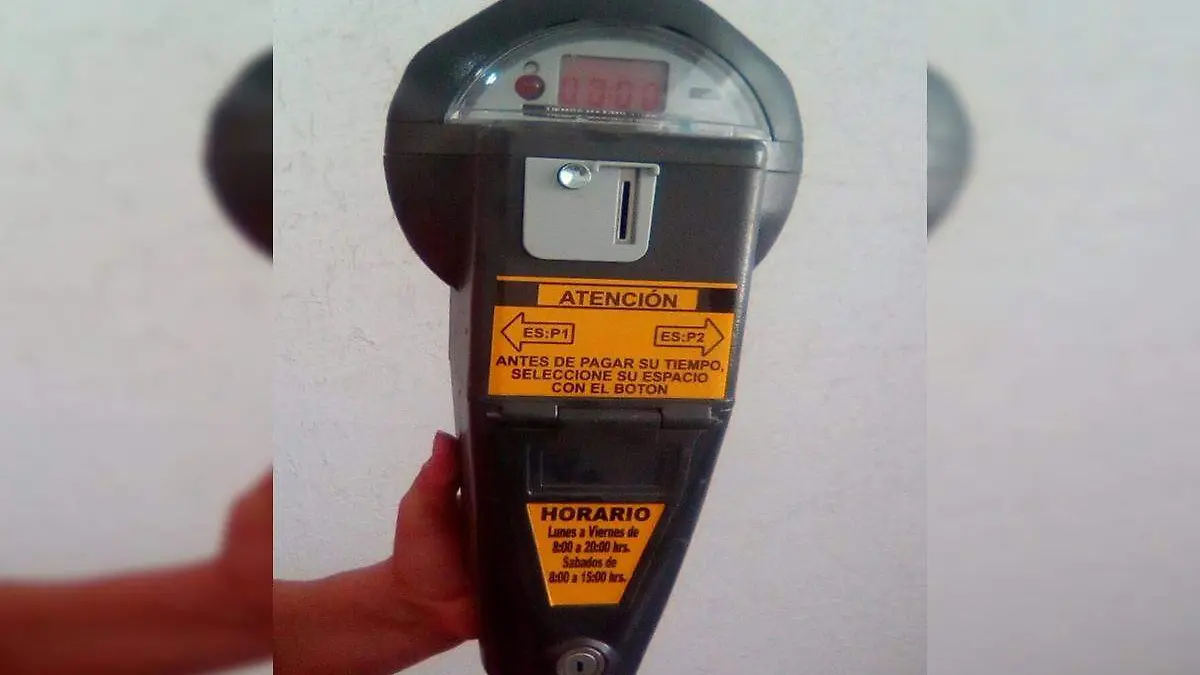 0300
ATENCIÓN
ES:P1
ES:P2
ANTES DE PAGAR SU TIEMPO,
SELECCIONE SU ESPACIO
CON EL BOTON
HORARIO
Lunes a Viernes de
8:00 a 20:00 hrs.
Sabados de
8:00 a 15:00 hrs.